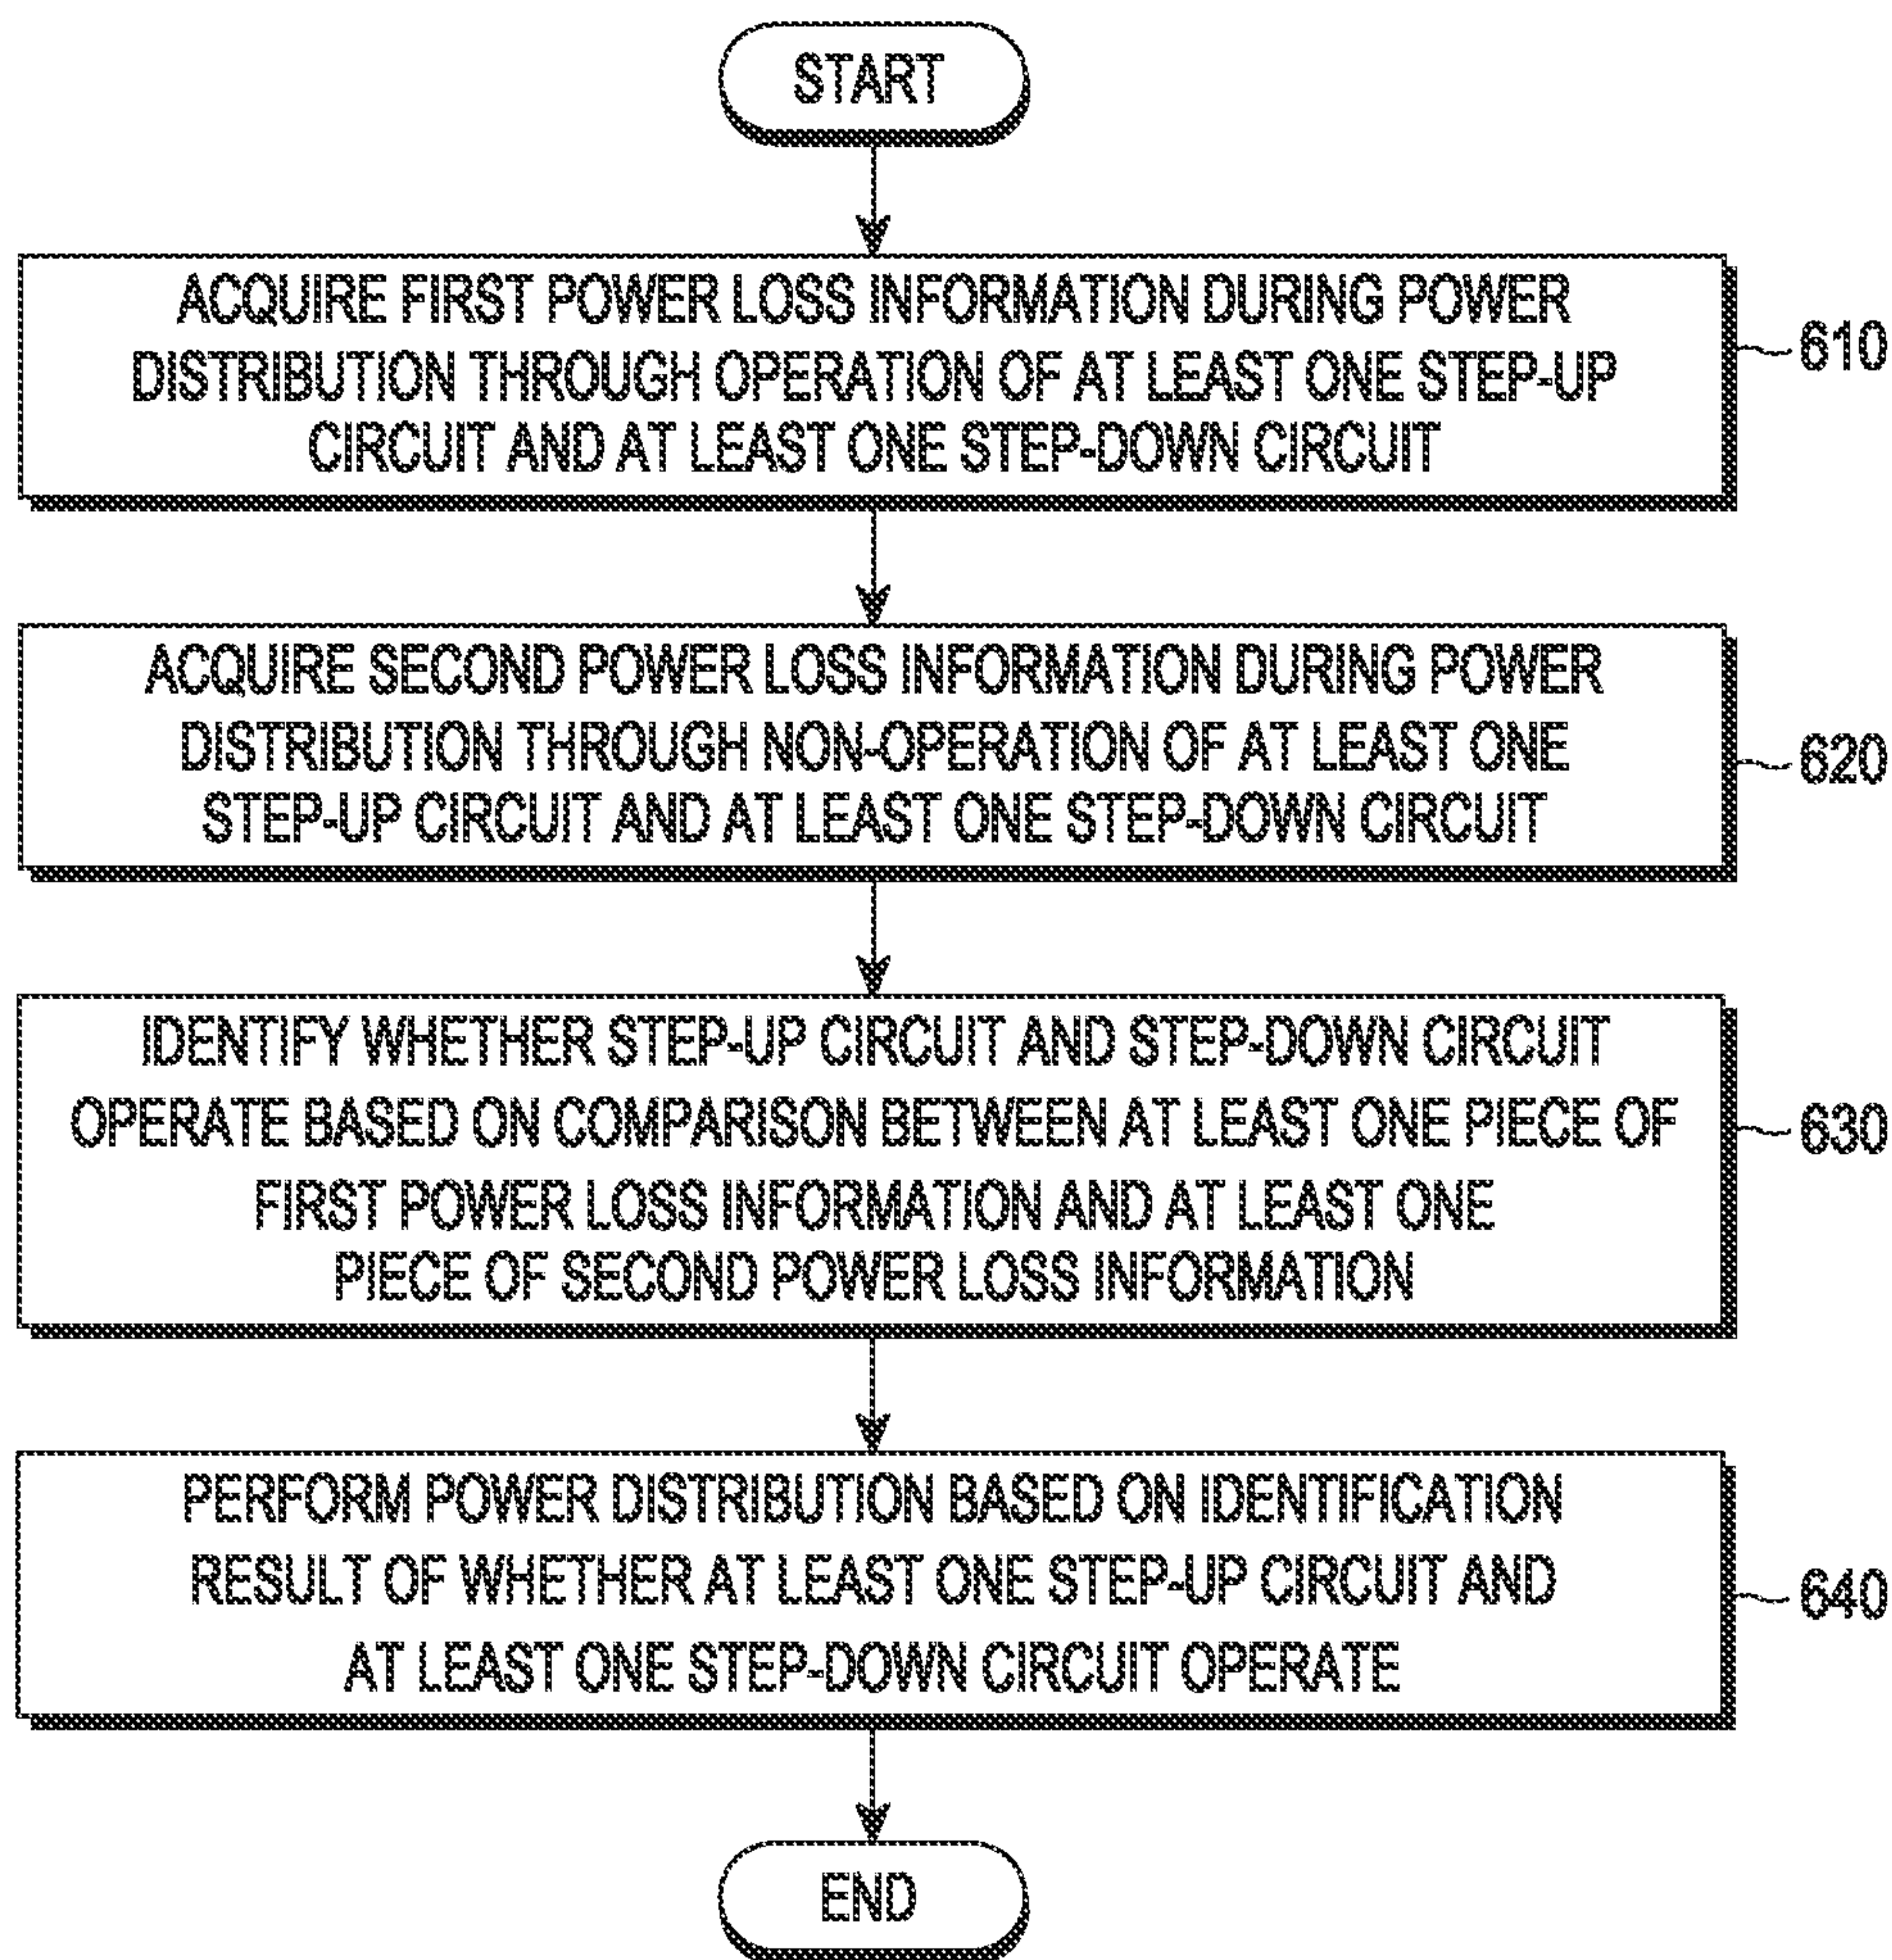 START
ACQUIRE FIRST POWER LOSS INFORMATION DURING POWER
DISTRIBUTION THROUGH OPERATION OF AT LEAST ONE STEP-UP
CIRCUIT AND AT LEAST ONE STEP-DOWN CIRCUIT
610
ACQUIRE SECOND POWER LOSS INFORMATION DURING POWER
DISTRIBUTION THROUGH NON-OPERATION OF AT LEAST ONE
STEP-UP CIRCUIT AND AT LEAST ONE STEP-DOWN CIRCUIT
620
IDENTIFY WHETHER STEP-UP CIRCUIT AND STEP-DOWN CIRCUIT
OPERATE BASED ON COMPARISON BETWEEN AT LEAST ONE PIECE OF
FIRST POWER LOSS INFORMATION AND AT LEAST ONE
PIECE OF SECOND POWER LOSS INFORMATION
630
PERFORM POWER DISTRIBUTION BASED ON IDENTIFICATION
RESULT OF WHETHER AT LEAST ONE STEP-UP CIRCUIT AND
AT LEAST ONE STEP-DOWN CIRCUIT OPERATE
640
END